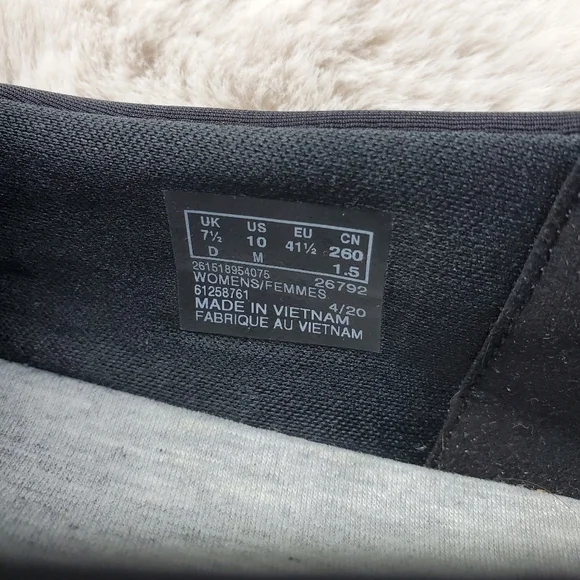 UK US EU CN
7½ 10 41½ 260
D M 1.5
261518954075 26792
WOMENS/FEMMES
61258761 4/20
MADE IN VIETNAM
FABRIQUE AU VIETNAM